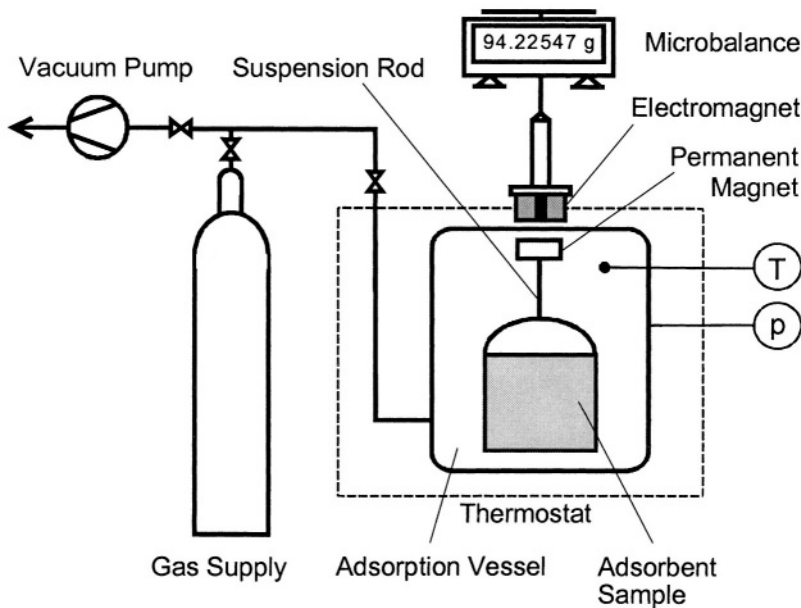 94.22547 g
Microbalance
Vacuum Pump
Suspension Rod
Electromagnet
Permanent
Magnet
T
p
Thermostat
Gas Supply
Adsorption Vessel
Adsorbent
Sample